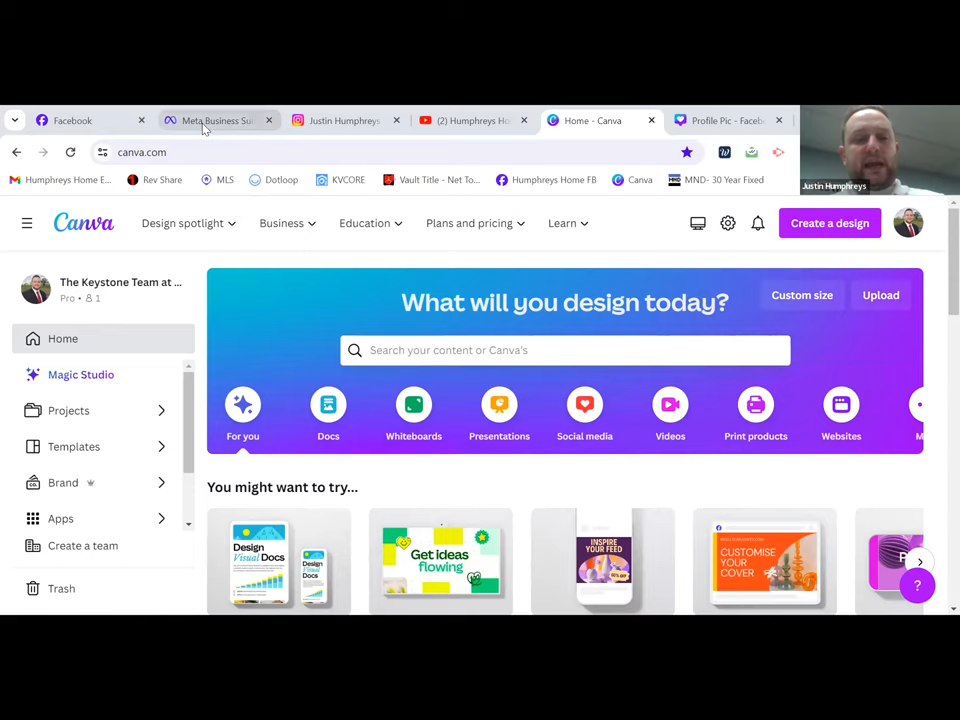 Facebook
Meta Business Sui
Justin Humphreys
(2) Humphreys Ho
Home - Canva
Profile Pic - Faceb
canva.com
Humphreys Home E...
Rev Share
MLS
Dotloop
KVCORE
Vault Title - Net To...
Humphreys Home FB
Canva
MND- 30 Year Fixed
Justin Humphreys
Canva
Design spotlight
Business
Education
Plans and pricing
Learn
Create a design
The Keystone Team at ...
Pro • 1
Home
Magic Studio
Projects
Templates
Brand
Apps
Create a team
Trash
What will you design today?
Custom size
Upload
Search your content or Canva's
For you
Docs
Whiteboards
Presentations
Social media
Videos
Print products
Websites
You might want to try...
Design
Visual Docs
Get ideas
flowing
INSPIRE
YOUR FEED
CUSTOMISE
YOUR
COVER
?